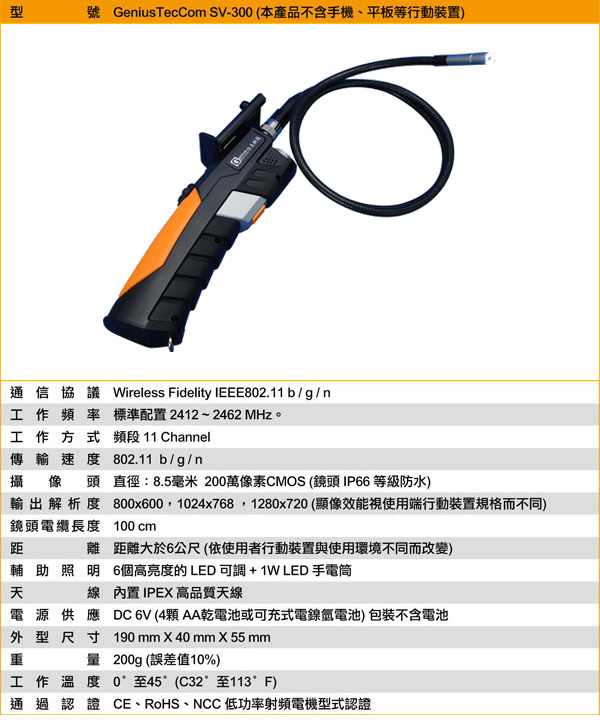 型號 GeniusTecCom SV-300 (本產品不含手機、平板等行動裝置)
通信協議 Wireless Fidelity IEEE802.11 b / g / n
工作頻率 標準配置 2412 ~ 2462 MHz。
工作方式 頻段 11 Channel
傳輸速度 802.11 b / g / n
攝像頭 直徑：8.5毫米 200萬像素CMOS (鏡頭 IP66 等級防水)
輸出解析度 800x600，1024x768 ，1280x720 (顯像效能視使用端行動裝置規格而不同)
鏡頭電纜長度 100 cm
距離 距離大於6公尺 (依使用者行動裝置與使用環境不同而改變)
輔助照明 6個高亮度的 LED 可調 + 1W LED 手電筒
天線 內置 IPEX 高品質天線
電源供應 DC 6V (4顆 AA乾電池或可充式電鎳氫電池) 包裝不含電池
外型尺寸 190 mm X 40 mm X 55 mm
重量 200g (誤差值10%)
工作溫度 0˚ 至45˚ (C32˚ 至113˚ F)
通過認證 CE、RoHS、NCC 低功率射頻電機型式認證